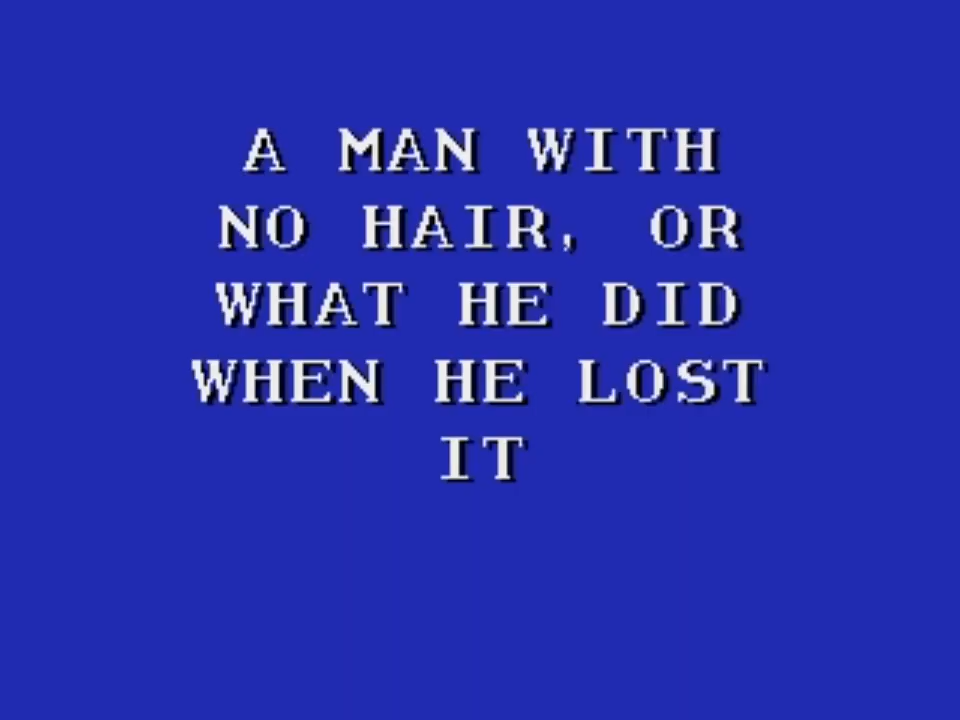 A MAN WITH
NO HAIR, OR
WHAT HE DID
WHEN HE LOST
IT